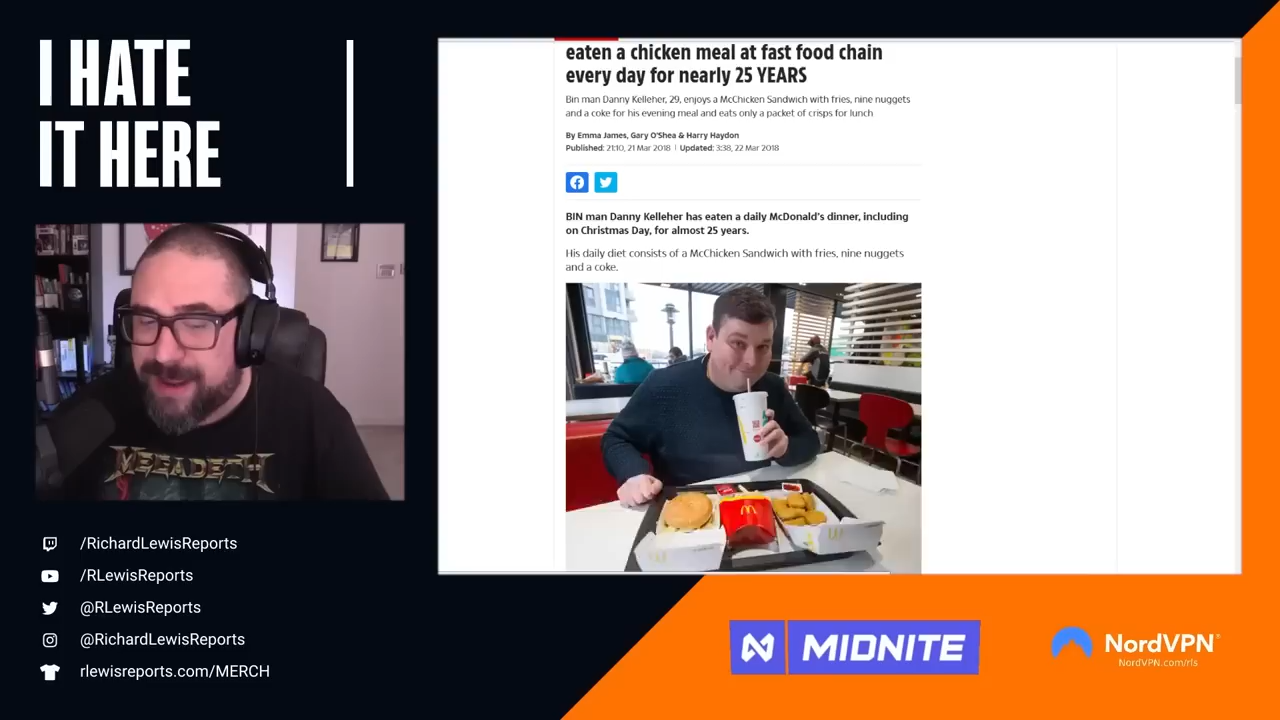 I HATE
IT HERE
MEGADETH
/RichardLewisReports
/RLewisReports
@RLewisReports
@RichardLewisReports
rlewisreports.com/MERCH
eaten a chicken meal at fast food chain
every day for nearly 25 YEARS
Bin man Danny Kelleher, 29, enjoys a McChicken Sandwich with fries, nine nuggets
and a coke for his evening meal and eats only a packet of crisps for lunch
By Emma James, Gary O'Shea & Harry Haydon
Published: 21:10, 21 Mar 2018 | Updated: 3:38, 22 Mar 2018
BIN man Danny Kelleher has eaten a daily McDonald's dinner, including
on Christmas Day, for almost 25 years.
His daily diet consists of a McChicken Sandwich with fries, nine nuggets
and a coke.
MIDNITE
NordVPN®
NordVPN.com/rls